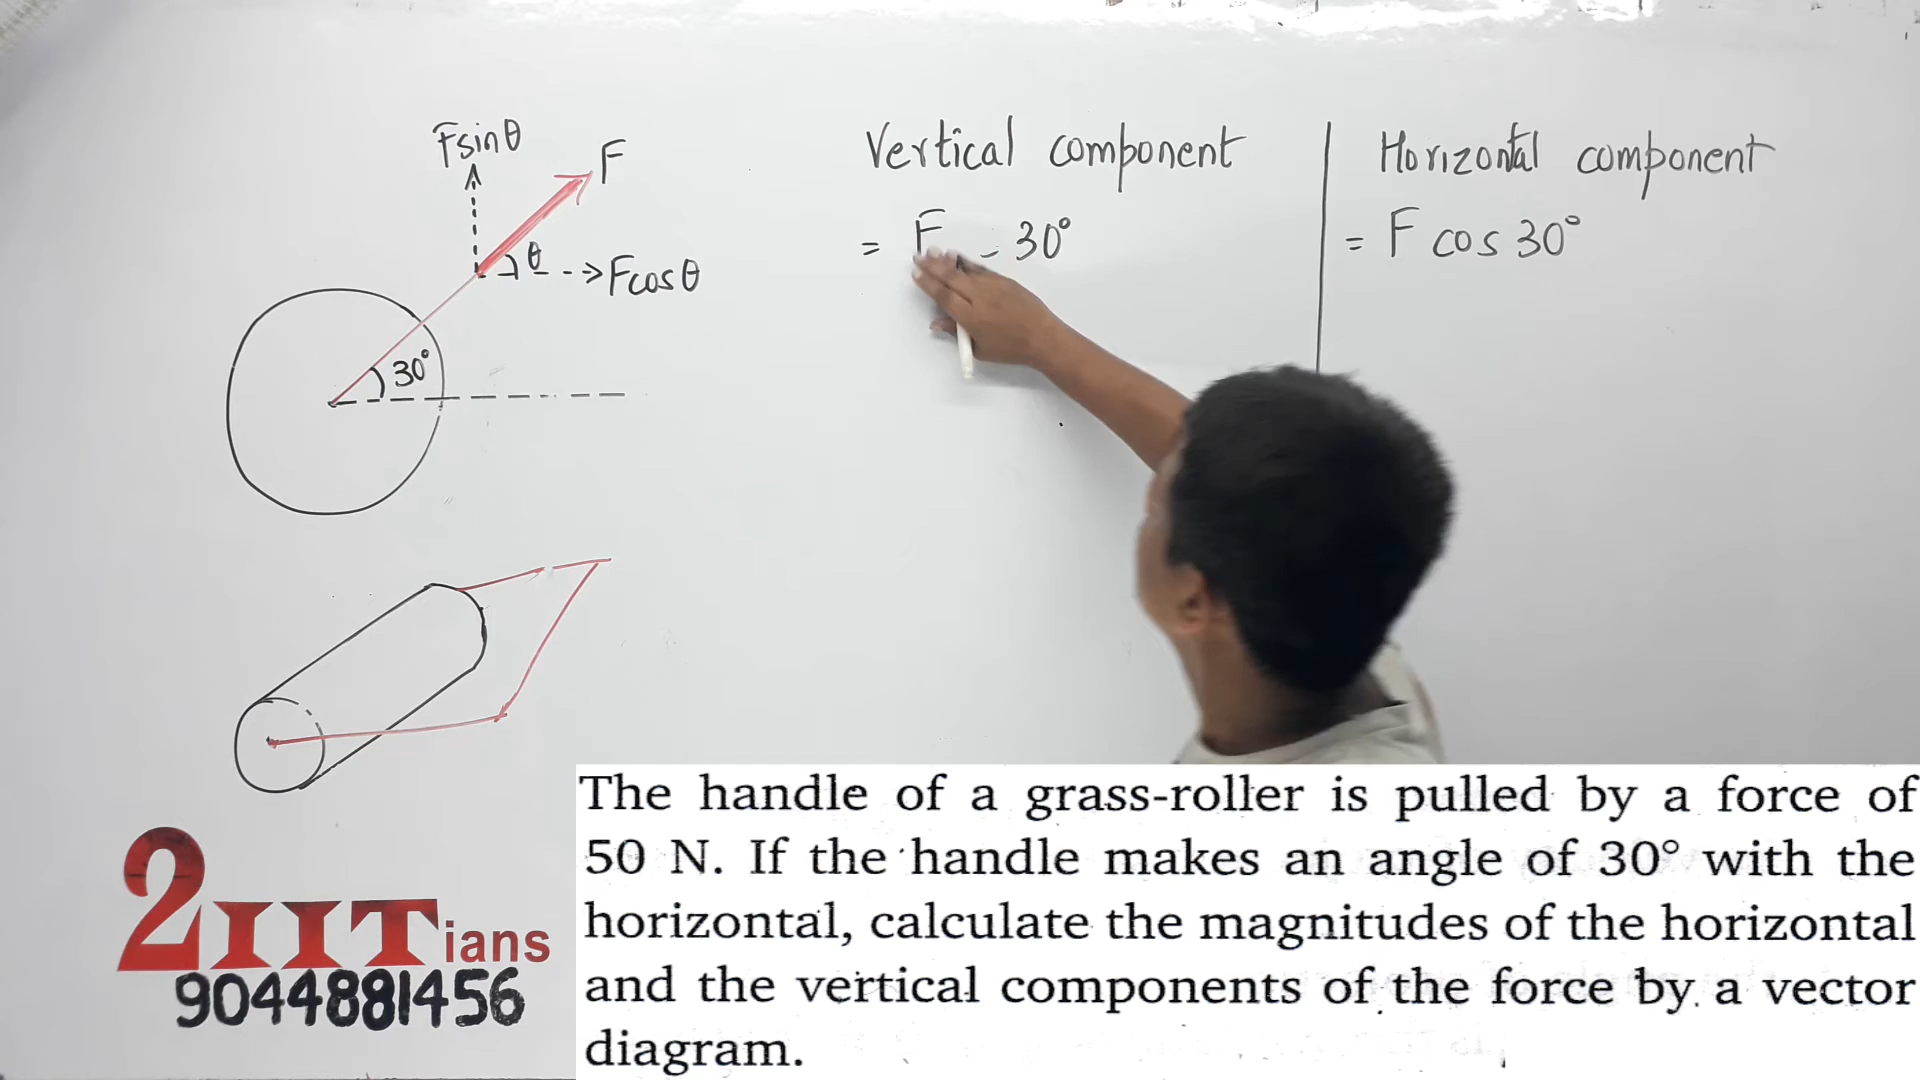 Fsinθ
F
θ
Fcosθ
30°
Vertical component
= F 30°
Horizontal component
= F cos 30°
2IITians
9044881456
The handle of a grass-roller is pulled by a force of
50 N. If the handle makes an angle of 30° with the
horizontal, calculate the magnitudes of the horizontal
and the vertical components of the force by a vector
diagram.